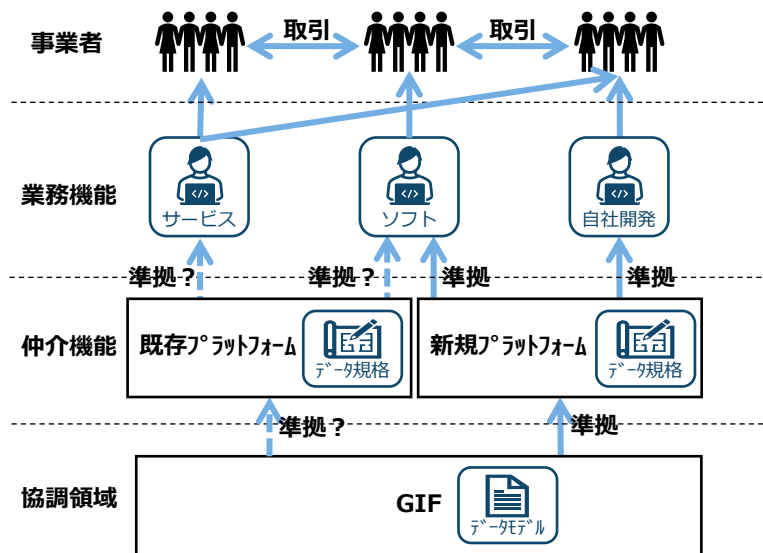 取引
取引
事業者
業務機能
サービス
ソフト
自社開発
準拠？
準拠？
準拠
準拠
仲介機能
既存プラットフォーム
データ規格
新規プラットフォーム
データ規格
準拠？
準拠
協調領域
GIF
データモデル